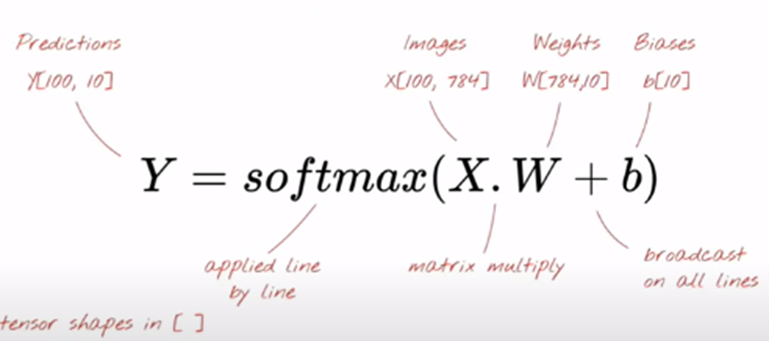 Predictions
Y[100, 10]
Images
X[100, 784]
Weights
W[784,10]
Biases
b[10]
Y = softmax(X.W + b)
applied line
by line
matrix multiply
broadcast
on all lines
tensor shapes in [ ]